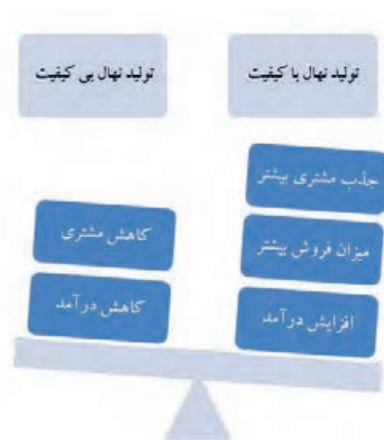 تولید نهال با کیفیت
تولید نهال بی کیفیت
جذب مشتری بیشتر
میزان فروش بیشتر
افزایش درآمد
کاهش مشتری
کاهش درآمد